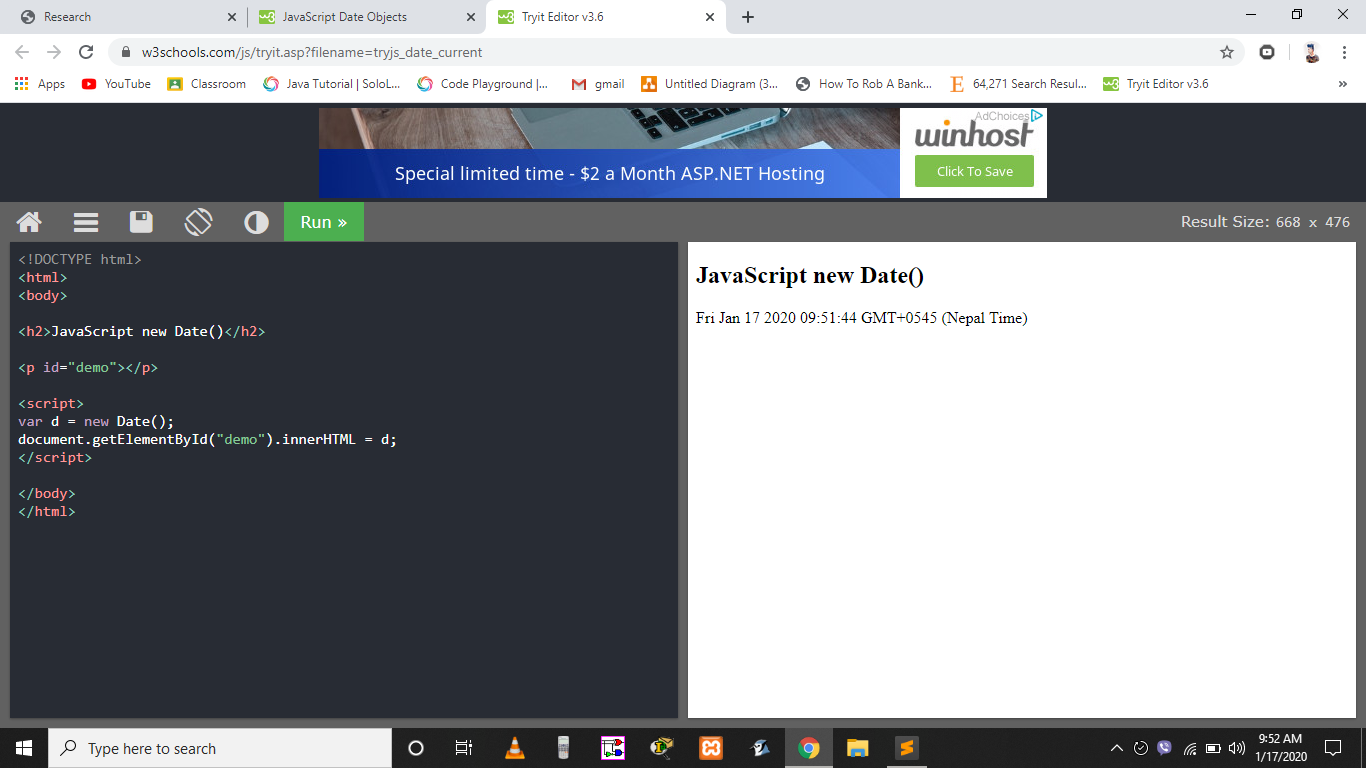 Research
JavaScript Date Objects
Tryit Editor v3.6
w3schools.com/js/tryit.asp?filename=tryjs_date_current
Apps
YouTube
Classroom
Java Tutorial | SoloL...
Code Playground |...
gmail
Untitled Diagram (3...
How To Rob A Bank...
64,271 Search Resul...
Tryit Editor v3.6
»
Special limited time - $2 a Month ASP.NET Hosting
AdChoices
winhost
Click To Save
Run »
Result Size: 668 x 476
<!DOCTYPE html>
<html>
<body>
<h2>JavaScript new Date()</h2>
<p id="demo"></p>
<script>
var d = new Date();
document.getElementById("demo").innerHTML = d;
</script>
</body>
</html>
JavaScript new Date()
Fri Jan 17 2020 09:51:44 GMT+0545 (Nepal Time)
Type here to search
9:52 AM
1/17/2020